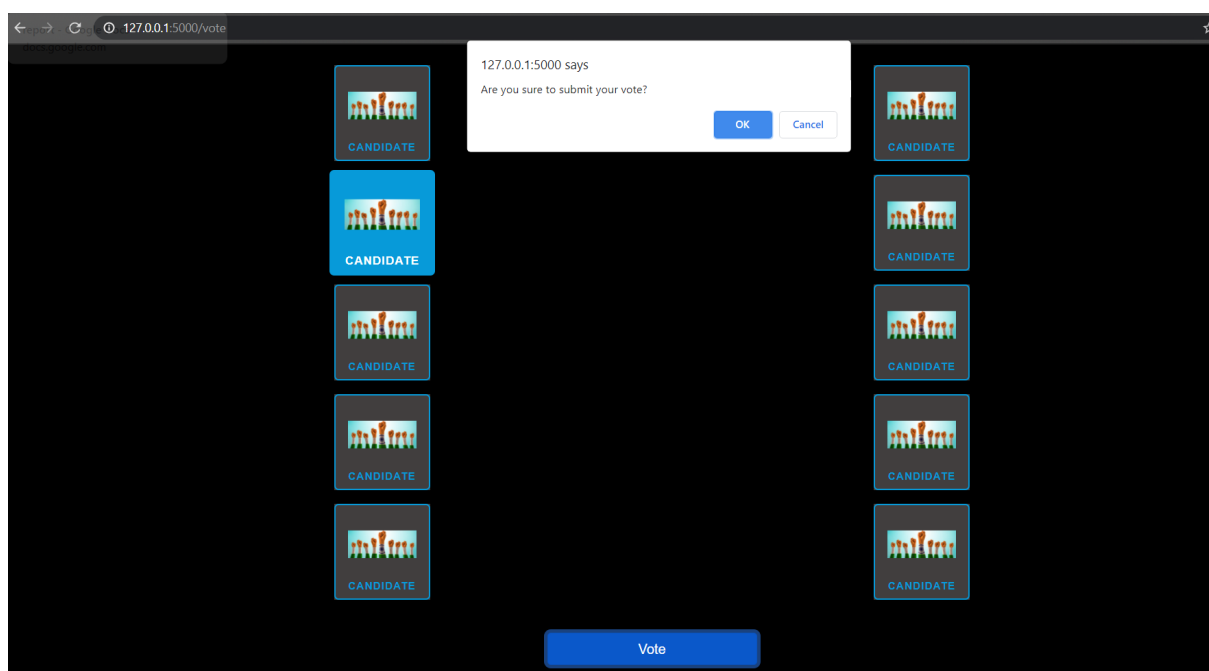 127.0.0.1:5000/vote
127.0.0.1:5000 says
Are you sure to submit your vote?
OK
Cancel
CANDIDATE
CANDIDATE
CANDIDATE
CANDIDATE
CANDIDATE
CANDIDATE
CANDIDATE
CANDIDATE
CANDIDATE
CANDIDATE
Vote